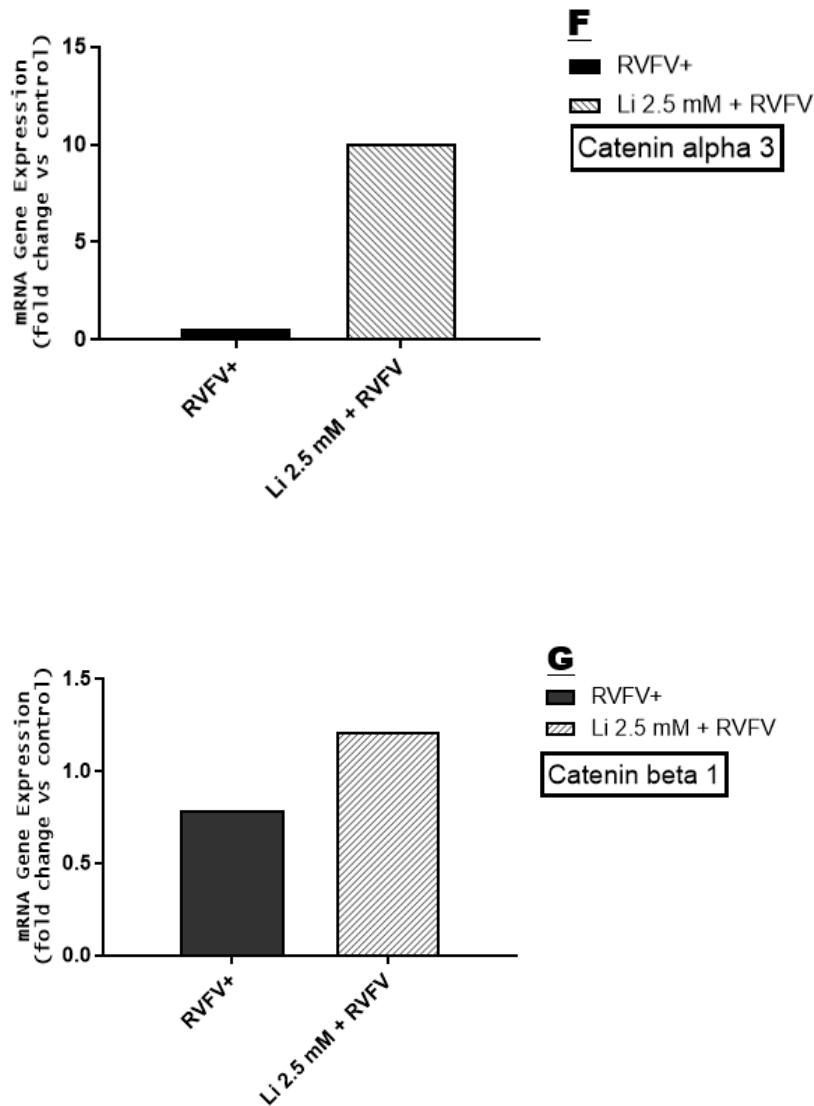 F
RVFV+
Li 2.5 mM + RVFV
Catenin alpha 3
mRNA Gene Expression
(fold change vs control)
15
10
5
0
RVFV+
Li 2.5 mM + RVFV
G
RVFV+
Li 2.5 mM + RVFV
Catenin beta 1
mRNA Gene Expression
(fold change vs control)
1.5
1.0
0.5
0.0
RVFV+
Li 2.5 mM + RVFV